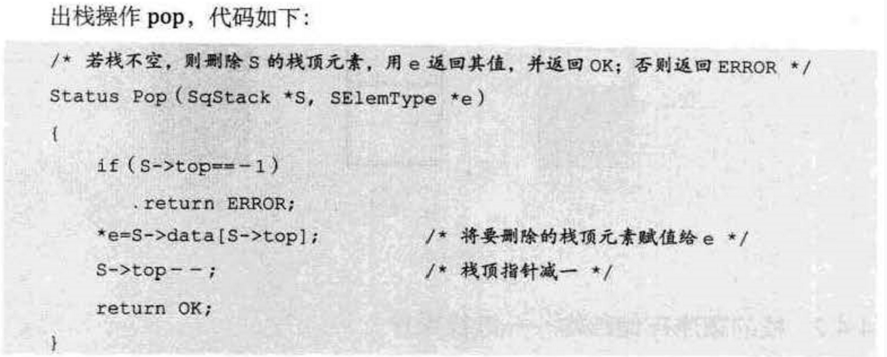 出栈操作 pop，代码如下：
/* 若栈不空，则删除 S 的栈顶元素，用 e 返回其值，并返回 OK；否则返回 ERROR */
Status Pop（SqStack *S, SElemType *e）
{
if（S->top==-1）
return ERROR;
*e=S->data[S->top]; /* 将要删除的栈顶元素赋值给 e */
S->top--; /* 栈顶指针减一 */
return OK;
}